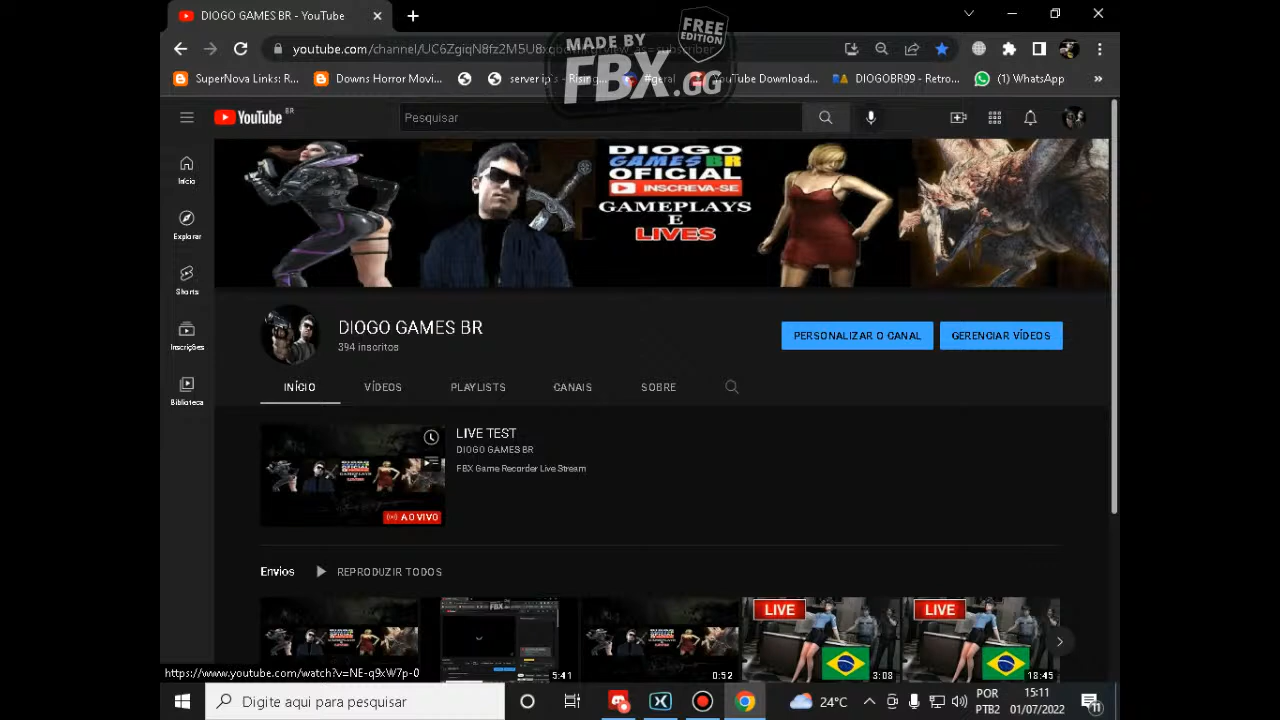 DIOGO GAMES BR - YouTube
MADE BY
FREE
EDITION
FBX.GG
youtube.com/channel/
SuperNova Links: R...
Downs Horror Movi...
server ip's - Rising...
#geral
YouTube Download...
DIOGOBR99 - Retro...
(1) WhatsApp
YouTube BR
Pesquisar
Início
Explorar
Shorts
Inscrições
Biblioteca
DIOGO
GAMES BR
OFICIAL
INSCREVA-SE
GAMEPLAYS
E
LIVES
DIOGO GAMES BR
394 inscritos
PERSONALIZAR O CANAL
GERENCIAR VÍDEOS
INÍCIO
VÍDEOS
PLAYLISTS
CANAIS
SOBRE
LIVE TEST
DIOGO GAMES BR
FBX Game Recorder Live Stream
AO VIVO
Envios
REPRODUZIR TODOS
LIVE
LIVE
5:41
0:52
3:08
18:45
https://www.youtube.com/watch?v=NE-q9xW7p-0
Digite aqui para pesquisar
24°C
POR
PTB2
15:11
01/07/2022
11